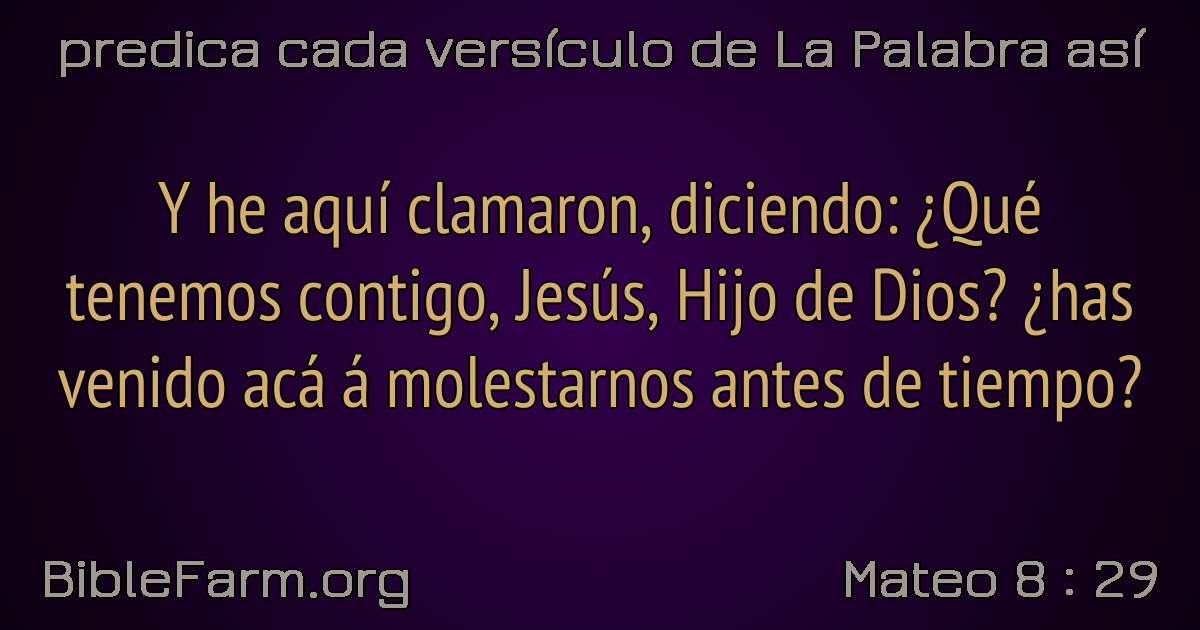 predica cada versículo de La Palabra así
Y he aquí clamaron, diciendo: ¿Qué
tenemos contigo, Jesús, Hijo de Dios? ¿has
venido acá á molestarnos antes de tiempo?
BibleFarm.org
Mateo 8 : 29